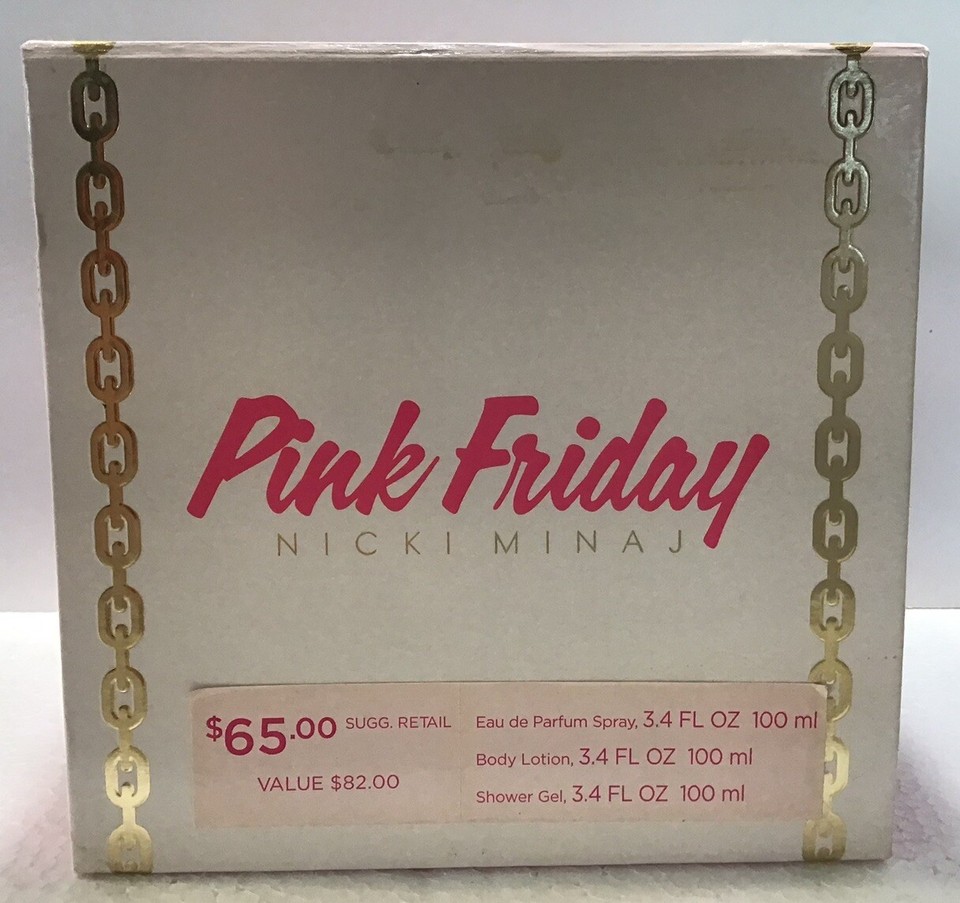 Pink Friday
NICKI MINAJ
$65.00 SUGG. RETAIL
VALUE $82.00
Eau de Parfum Spray, 3.4 FL OZ 100 ml
Body Lotion, 3.4 FL OZ 100 ml
Shower Gel, 3.4 FL OZ 100 ml